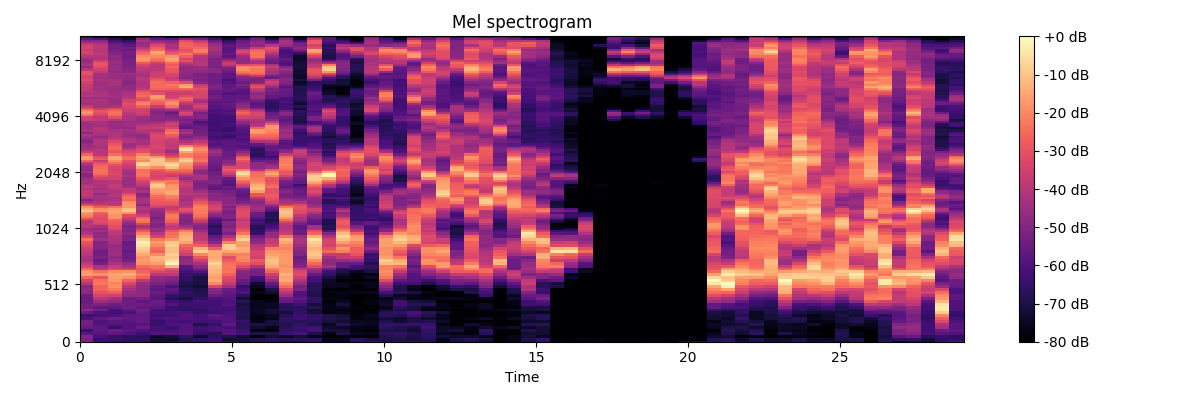 Mel spectrogram
8192
4096
2048
1024
512
0
Hz
0 5 10 15 20 25
Time
+0 dB
-10 dB
-20 dB
-30 dB
-40 dB
-50 dB
-60 dB
-70 dB
-80 dB